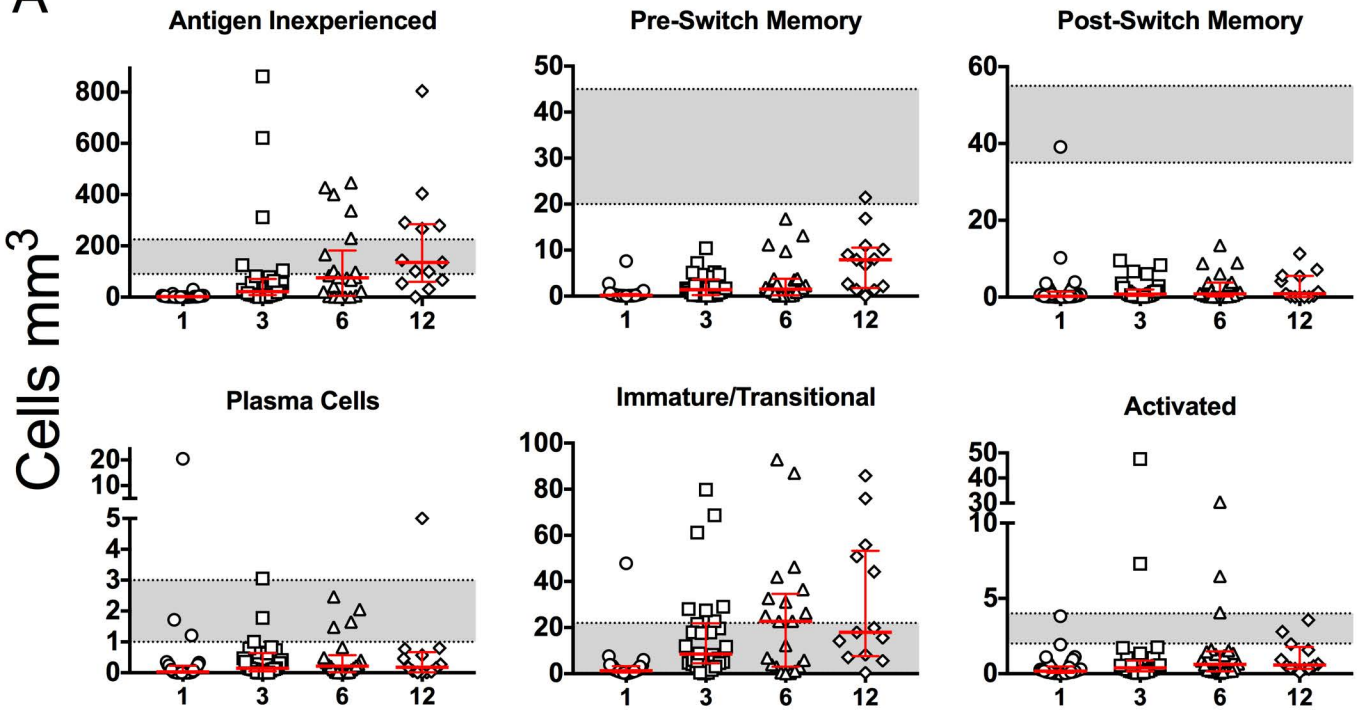 A
Cells mm3
Antigen Inexperienced
800
600
400
200
0
1 3 6 12
Pre-Switch Memory
50
40
30
20
10
0
1 3 6 12
Post-Switch Memory
60
40
20
0
1 3 6 12
Plasma Cells
20
10
5
4
3
2
1
0
1 3 6 12
Immature/Transitional
100
80
60
40
20
0
1 3 6 12
Activated
50
40
30
10
5
0
1 3 6 12